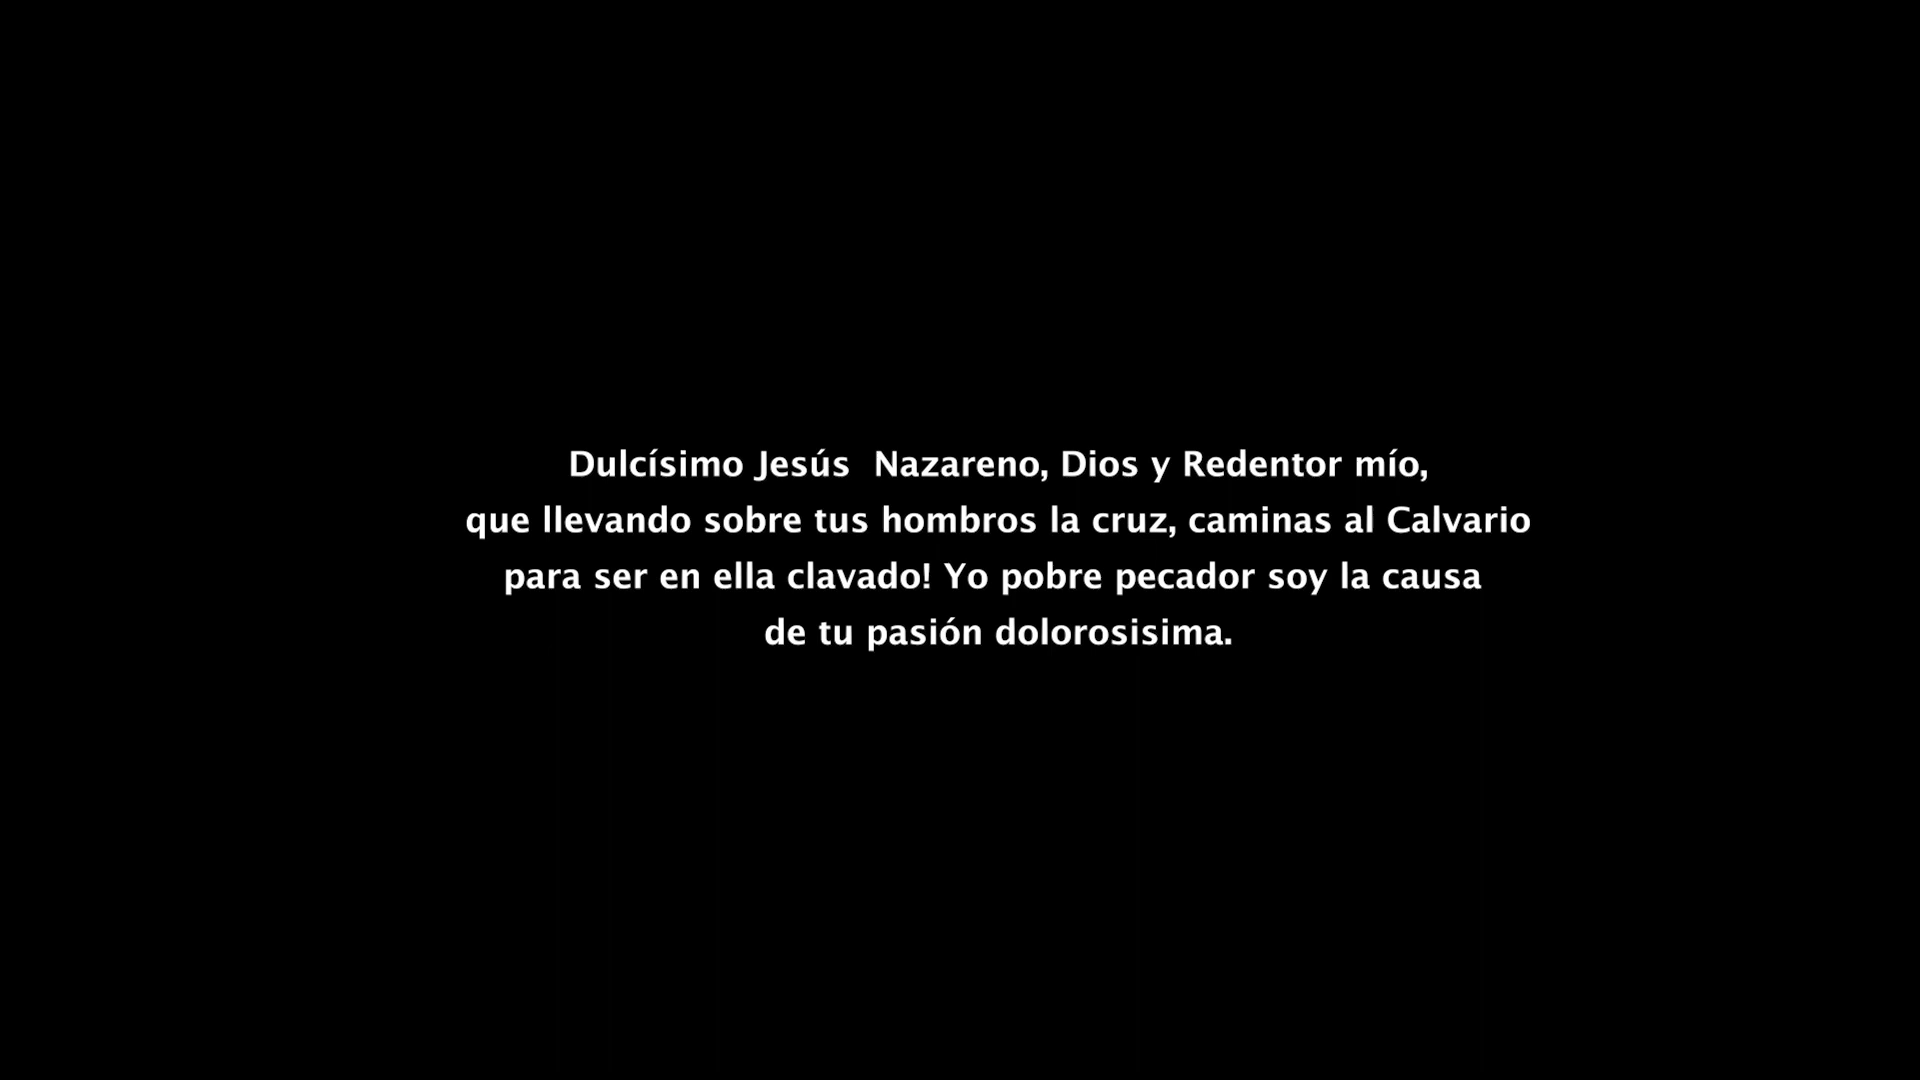 Dulcísimo Jesús  Nazareno, Dios y Redentor mío,
que llevando sobre tus hombros la cruz, caminas al Calvario
para ser en ella clavado! Yo pobre pecador soy la causa
de tu pasión dolorosisima.